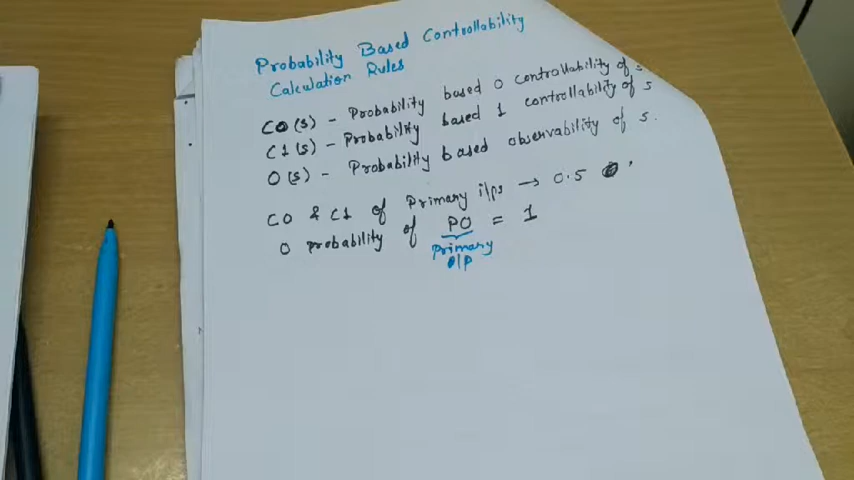 Probability Based Controllability
Calculation Rules
C0(s) - Probability based 0 controllability of s
C1(s) - Probability based 1 controllability of s
O(s) - Probability based observability of s.
C0 & C1 of Primary i/ps → 0.5
O probability of PO = 1
Primary
o/p